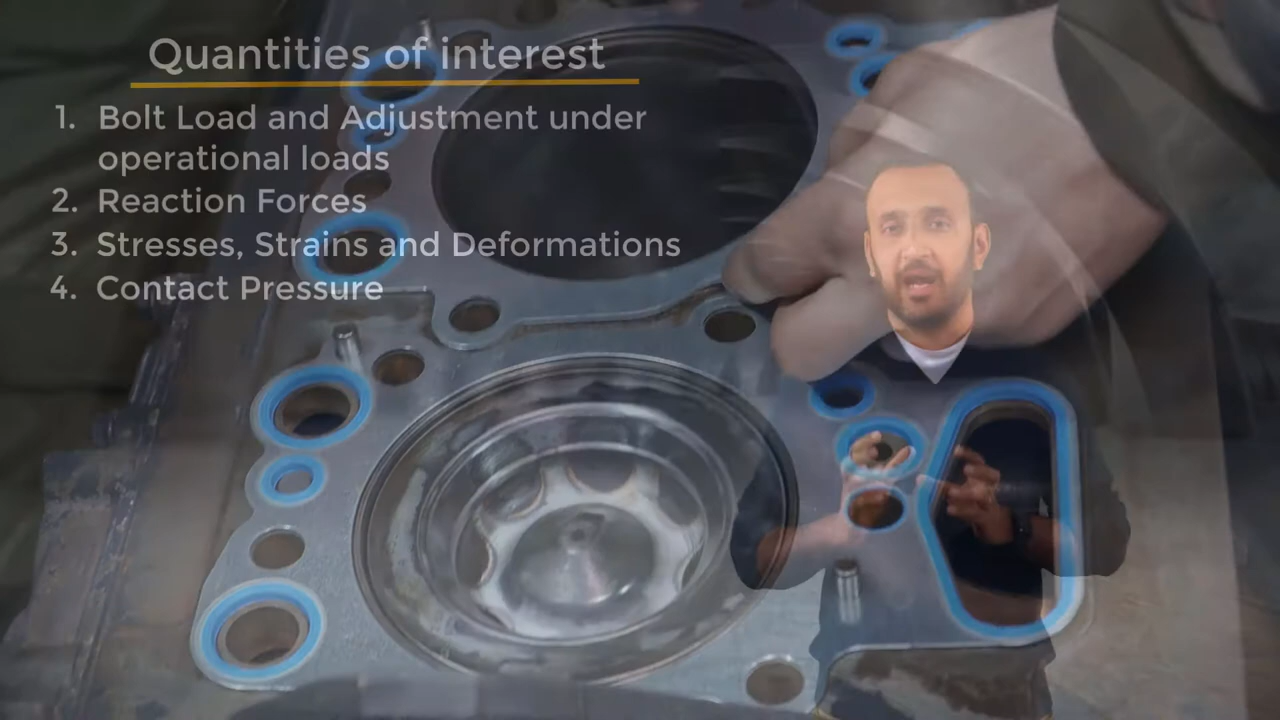 Quantities of interest
1. Bolt Load and Adjustment under
operational loads
2. Reaction Forces
3. Stresses, Strains and Deformations
4. Contact Pressure